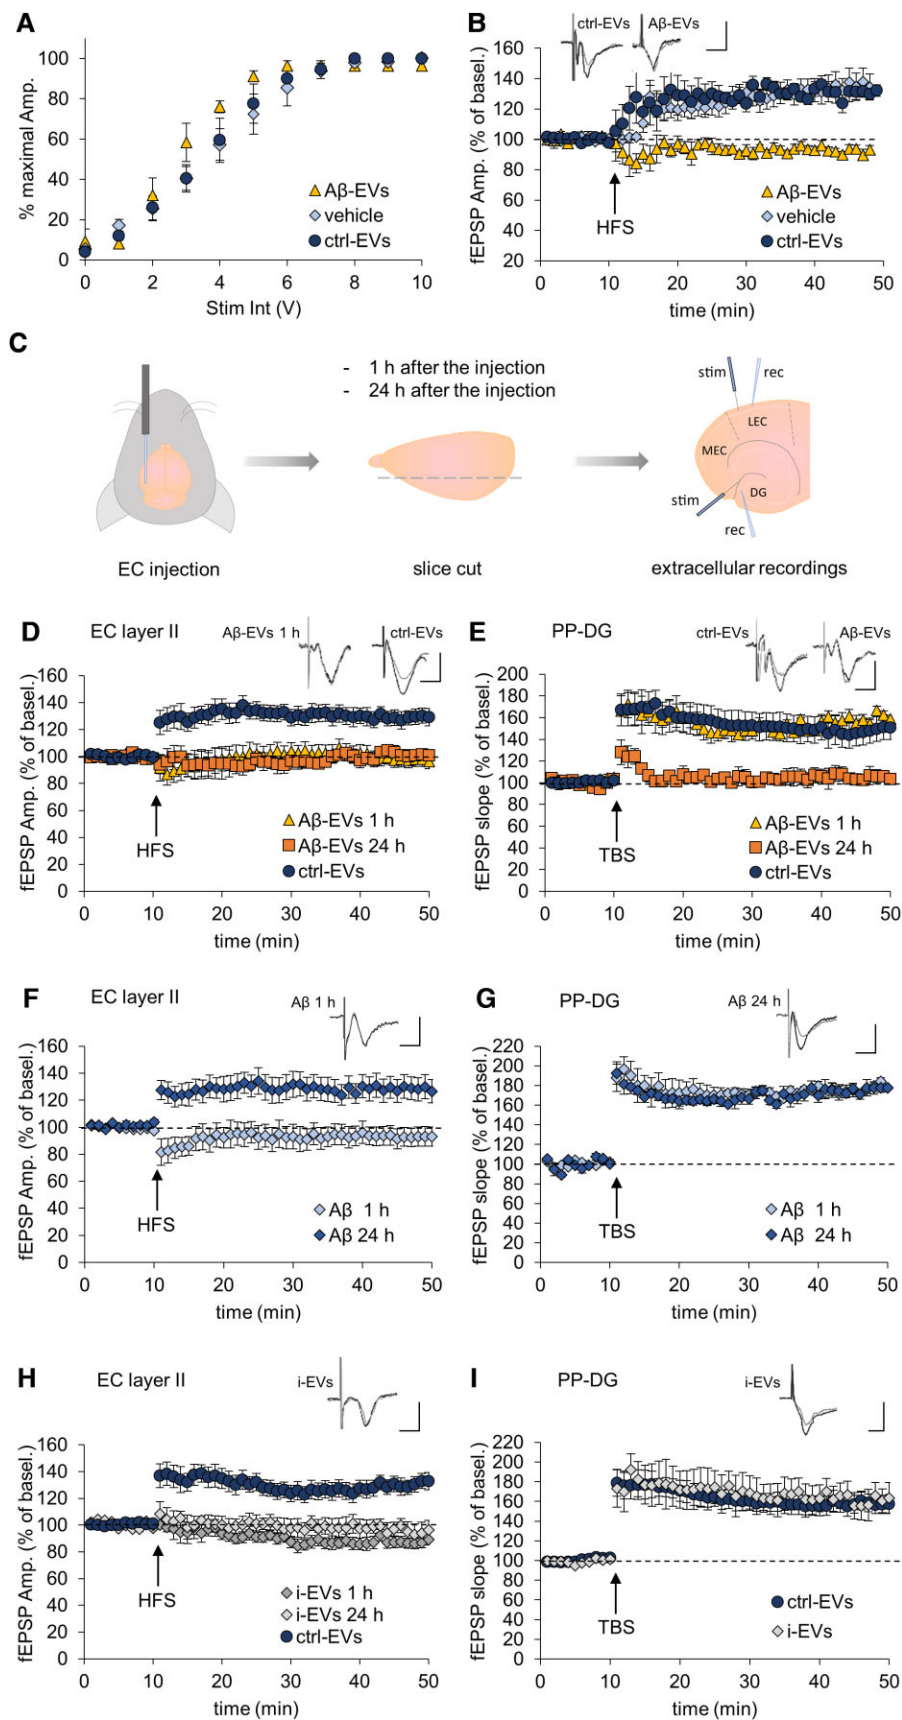 A
% maximal Amp.
100
80
60
40
20
0
0 2 4 6 8 10
Stim Int (V)
Aβ-EVs
vehicle
ctrl-EVs
B
ctrl-EVs Aβ-EVs
fEPSP Amp. (% of basel.)
160
140
120
100
80
60
40
20
HFS
Aβ-EVs
vehicle
ctrl-EVs
0 10 20 30 40 50
time (min)
C
- 1 h after the injection
- 24 h after the injection
stim rec
LEC
MEC
DG
stim
rec
EC injection
slice cut
extracellular recordings
D
EC layer II
Aβ-EVs 1 h
ctrl-EVs
fEPSP Amp. (% of basel.)
160
140
120
100
80
60
40
20
0
HFS
Aβ-EVs 1 h
Aβ-EVs 24 h
ctrl-EVs
0 10 20 30 40 50
time (min)
E
PP-DG
ctrl-EVs
Aβ-EVs
fEPSP slope (% of basel.)
200
180
160
140
120
100
80
60
40
20
0
TBS
Aβ-EVs 1 h
Aβ-EVs 24 h
ctrl-EVs
0 10 20 30 40 50
time (min)
F
EC layer II
Aβ 1 h
fEPSP Amp. (% of basel.)
160
140
120
100
80
60
40
20
0
HFS
Aβ 1 h
Aβ 24 h
0 10 20 30 40 50
time (min)
G
PP-DG
Aβ 24 h
fEPSP slope (% of basel.)
220
200
180
160
140
120
100
80
60
40
20
0
TBS
Aβ 1 h
Aβ 24 h
0 10 20 30 40 50
time (min)
H
EC layer II
i-EVs
fEPSP Amp. (% of basel.)
160
140
120
100
80
60
40
20
0
HFS
i-EVs 1 h
i-EVs 24 h
ctrl-EVs
0 10 20 30 40 50
time (min)
I
PP-DG
i-EVs
fEPSP slope (% of basel.)
220
200
180
160
140
120
100
80
60
40
20
0
TBS
ctrl-EVs
i-EVs
0 10 20 30 40 50
time (min)